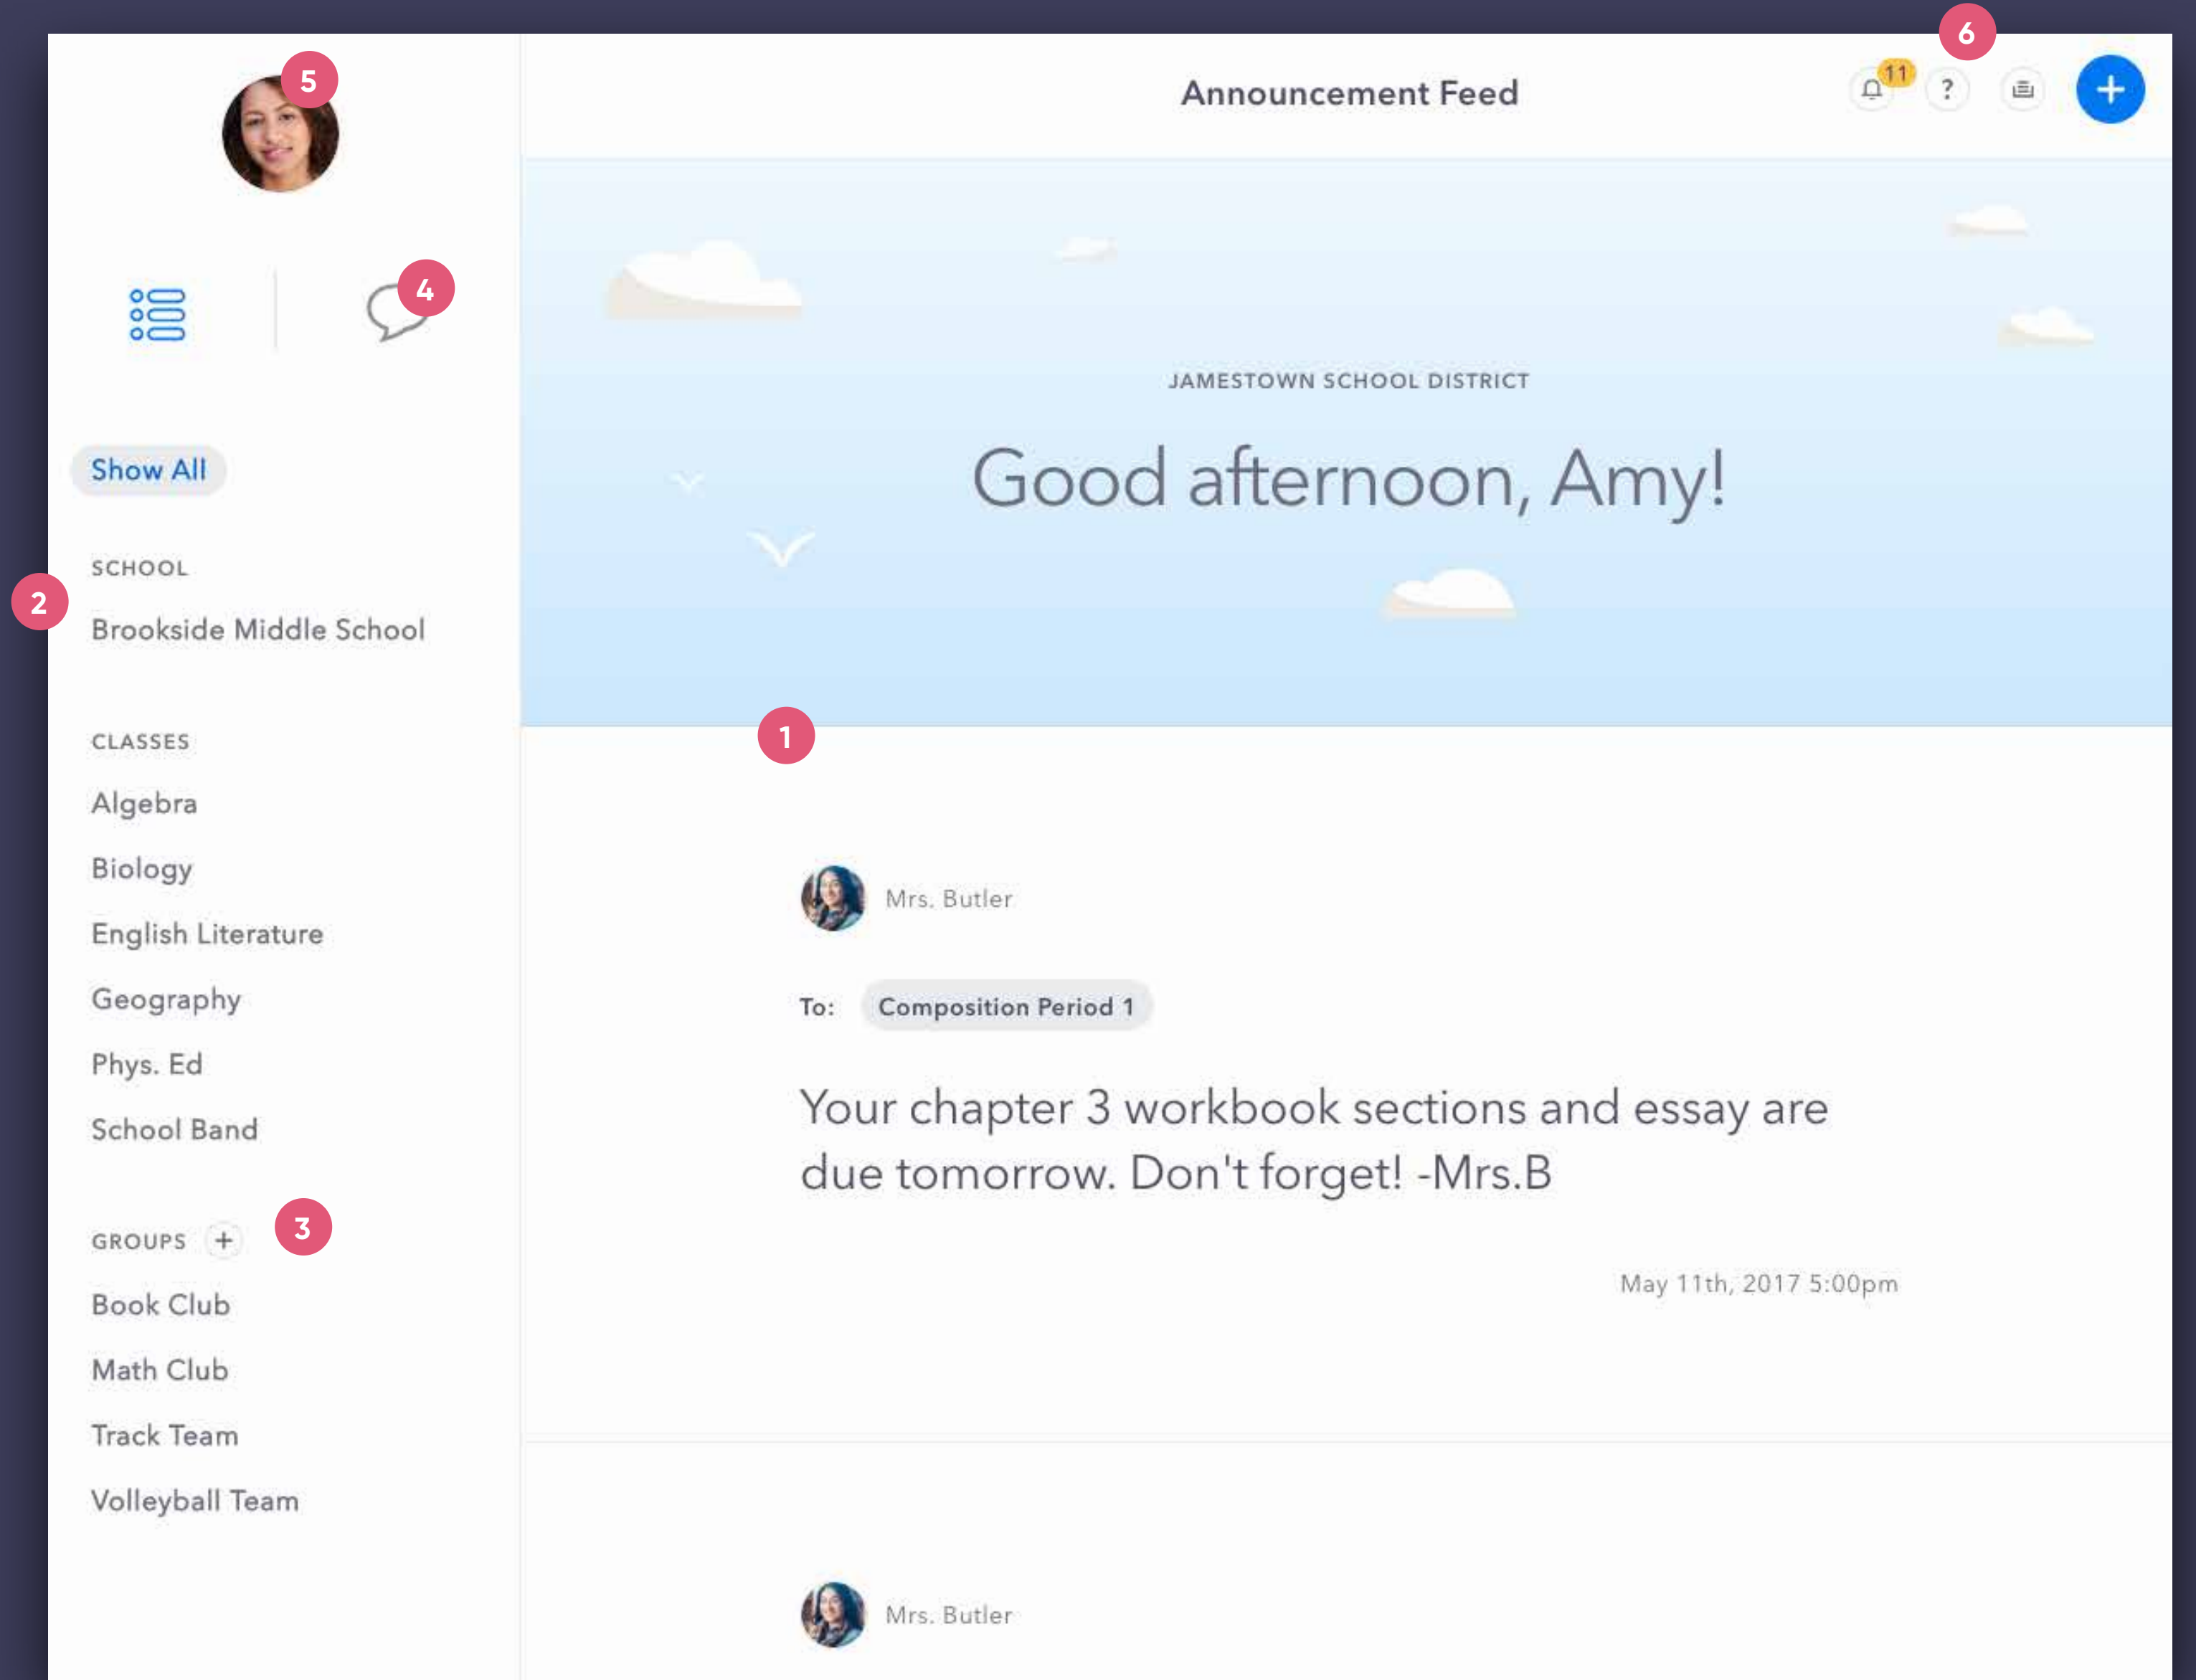 5
4
Show All
SCHOOL
2
Brookside Middle School
CLASSES
Algebra
Biology
English Literature
Geography
Phys. Ed
School Band
GROUPS +
3
Book Club
Math Club
Track Team
Volleyball Team
6
Announcement Feed
11
?
+
JAMESTOWN SCHOOL DISTRICT
Good afternoon, Amy!
1
Mrs. Butler
To: Composition Period 1
Your chapter 3 workbook sections and essay are
due tomorrow. Don't forget! -Mrs.B
May 11th, 2017 5:00pm
Mrs. Butler